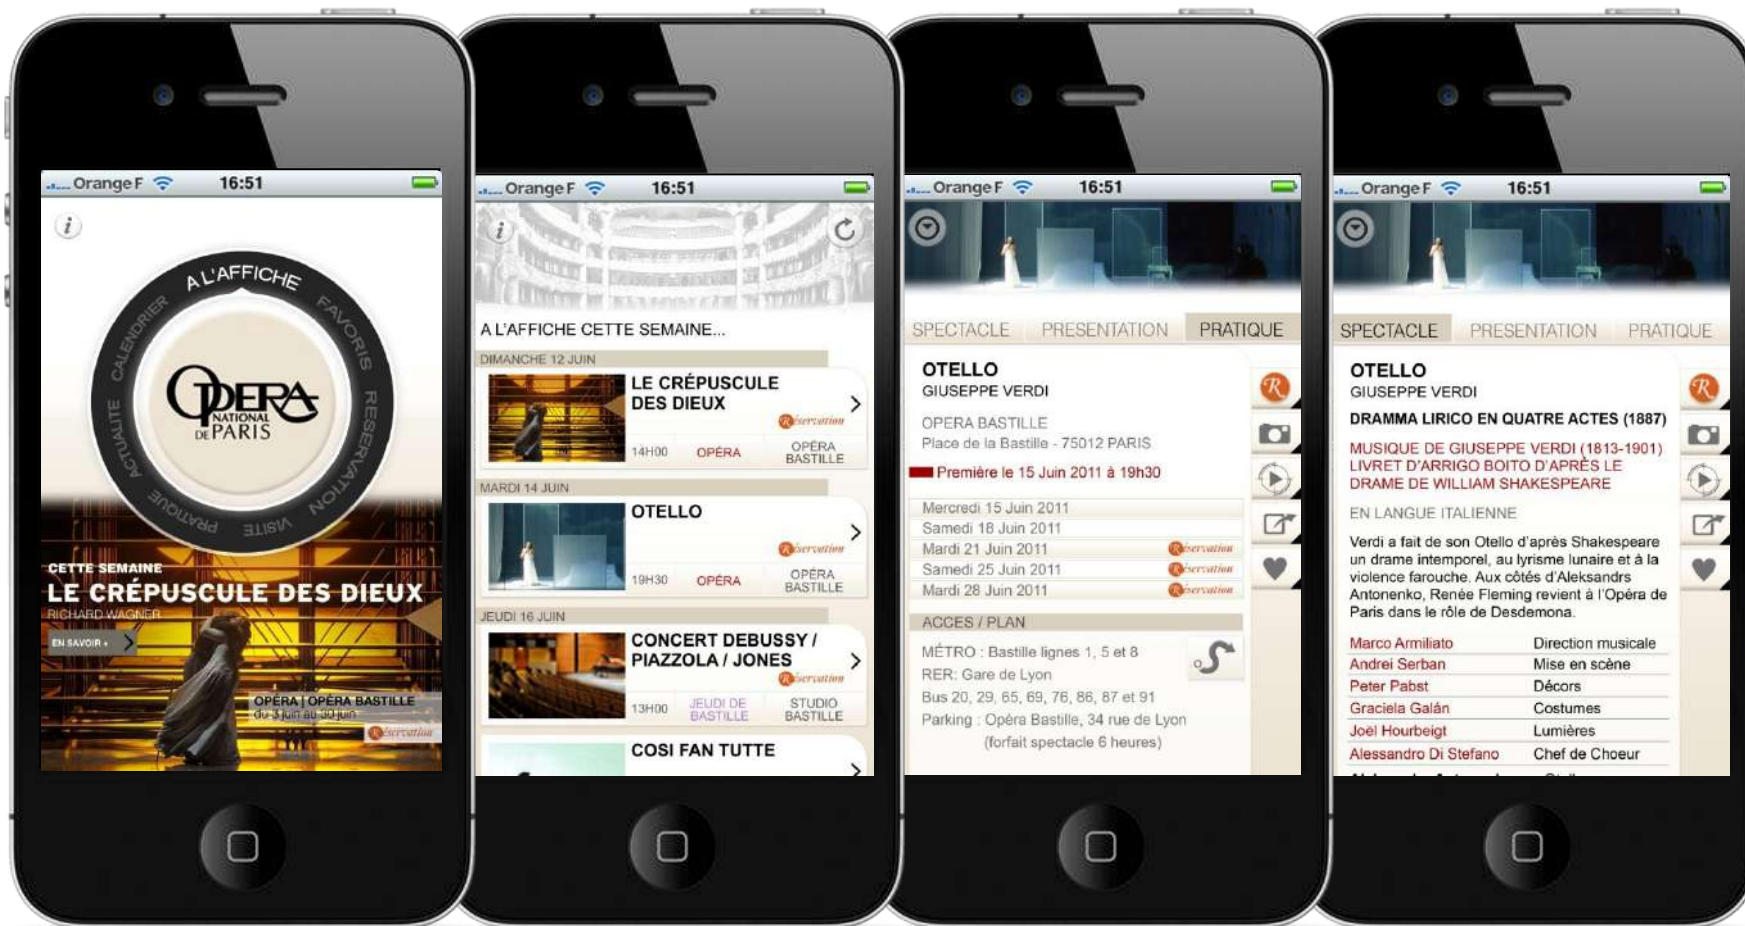 Orange F 16:51
A L'AFFICHE
FAVORIS
RESERVATION
VISITE
PRATIQUE
ACTUALITE
CALENDRIER
OPERA
NATIONAL
DE PARIS
CETTE SEMAINE
LE CRÉPUSCULE DES DIEUX
RICHARD WAGNER
EN SAVOIR +
OPÉRA | OPÉRA BASTILLE
du 3 juin au 30 juin
Réservation
Orange F 16:51
A L'AFFICHE CETTE SEMAINE...
DIMANCHE 12 JUIN
LE CRÉPUSCULE
DES DIEUX
Réservation
14H00 OPÉRA OPÉRA
BASTILLE
MARDI 14 JUIN
OTELLO
Réservation
19H30 OPÉRA OPÉRA
BASTILLE
JEUDI 16 JUIN
CONCERT DEBUSSY /
PIAZZOLA / JONES
Réservation
13H00 JEUDI DE STUDIO
BASTILLE BASTILLE
COSI FAN TUTTE
Orange F 16:51
SPECTACLE PRESENTATION PRATIQUE
OTELLO
GIUSEPPE VERDI
R
OPERA BASTILLE
Place de la Bastille - 75012 PARIS
Première le 15 Juin 2011 à 19h30
Mercredi 15 Juin 2011
Samedi 18 Juin 2011
Mardi 21 Juin 2011 Réservation
Samedi 25 Juin 2011 Réservation
Mardi 28 Juin 2011 Réservation
ACCES / PLAN
MÉTRO : Bastille lignes 1, 5 et 8
RER: Gare de Lyon
Bus 20, 29, 65, 69, 76, 86, 87 et 91
Parking : Opéra Bastille, 34 rue de Lyon
(forfait spectacle 6 heures)
Orange F 16:51
SPECTACLE PRESENTATION PRATIQUE
OTELLO
GIUSEPPE VERDI
R
DRAMMA LIRICO EN QUATRE ACTES (1887)
MUSIQUE DE GIUSEPPE VERDI (1813-1901)
LIVRET D'ARRIGO BOITO D'APRÈS LE
DRAME DE WILLIAM SHAKESPEARE
EN LANGUE ITALIENNE
Verdi a fait de son Otello d'après Shakespeare
un drame intemporel, au lyrisme lunaire et à la
violence farouche. Aux côtés d'Aleksandrs
Antonenko, Renée Fleming revient à l'Opéra de
Paris dans le rôle de Desdemona.
Marco Armiliato Direction musicale
Andrei Serban Mise en scène
Peter Pabst Décors
Graciela Galán Costumes
Joël Hourbeigt Lumières
Alessandro Di Stefano Chef de Choeur